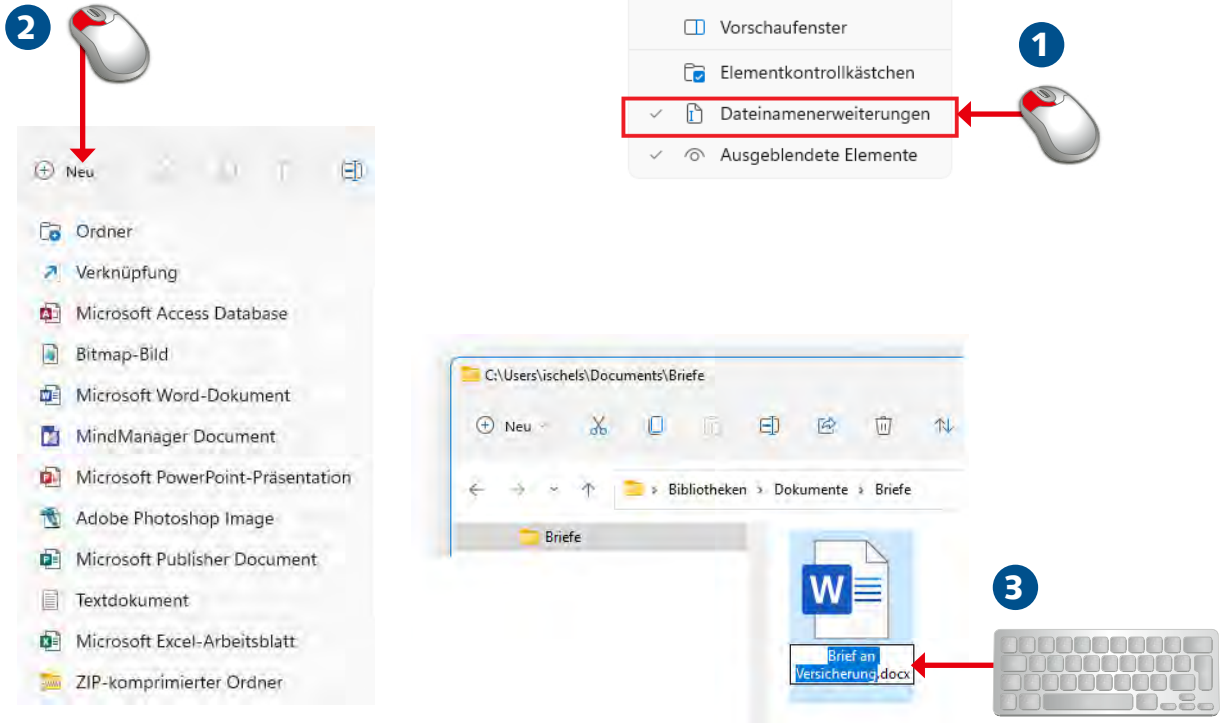 2
Neu
Ordner
Verknüpfung
Microsoft Access Database
Bitmap-Bild
Microsoft Word-Dokument
MindManager Document
Microsoft PowerPoint-Präsentation
Adobe Photoshop Image
Microsoft Publisher Document
Textdokument
Microsoft Excel-Arbeitsblatt
ZIP-komprimierter Ordner
Vorschaufenster
Elementkontrollkästchen
Dateinamenerweiterungen
Ausgeblendete Elemente
1
C:\Users\ischels\Documents\Briefe
Neu
Bibliotheken > Dokumente > Briefe
Briefe
W
Brief an
Versicherung.docx
3